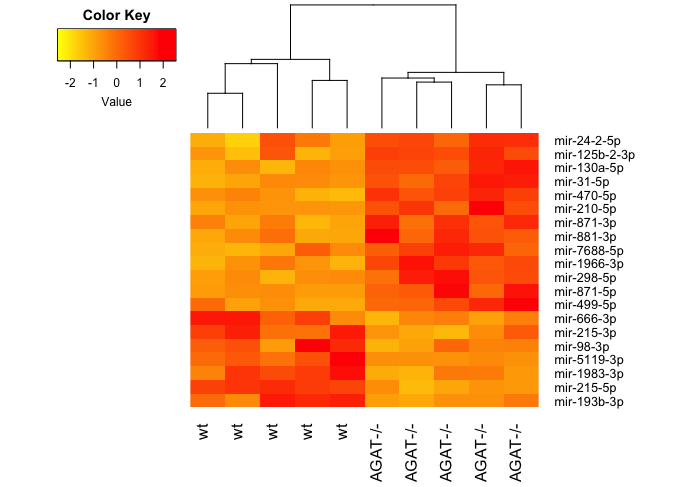 Color Key
-2 -1 0 1 2
Value
mir-24-2-5p
mir-125b-2-3p
mir-130a-5p
mir-31-5p
mir-470-5p
mir-210-5p
mir-871-3p
mir-881-3p
mir-7688-5p
mir-1966-3p
mir-298-5p
mir-871-5p
mir-499-5p
mir-666-3p
mir-215-3p
mir-98-3p
mir-5119-3p
mir-1983-3p
mir-215-5p
mir-193b-3p
wt
wt
wt
wt
wt
AGAT-/-
AGAT-/-
AGAT-/-
AGAT-/-
AGAT-/-